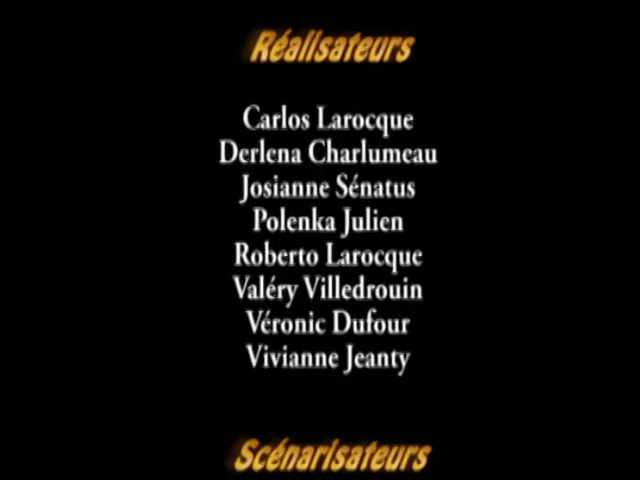 Réalisateurs
Carlos Larocque
Derlena Charlumeau
Josianne Sénatus
Polenka Julien
Roberto Larocque
Valéry Villedrouin
Véronic Dufour
Vivianne Jeanty
Scénarisateurs